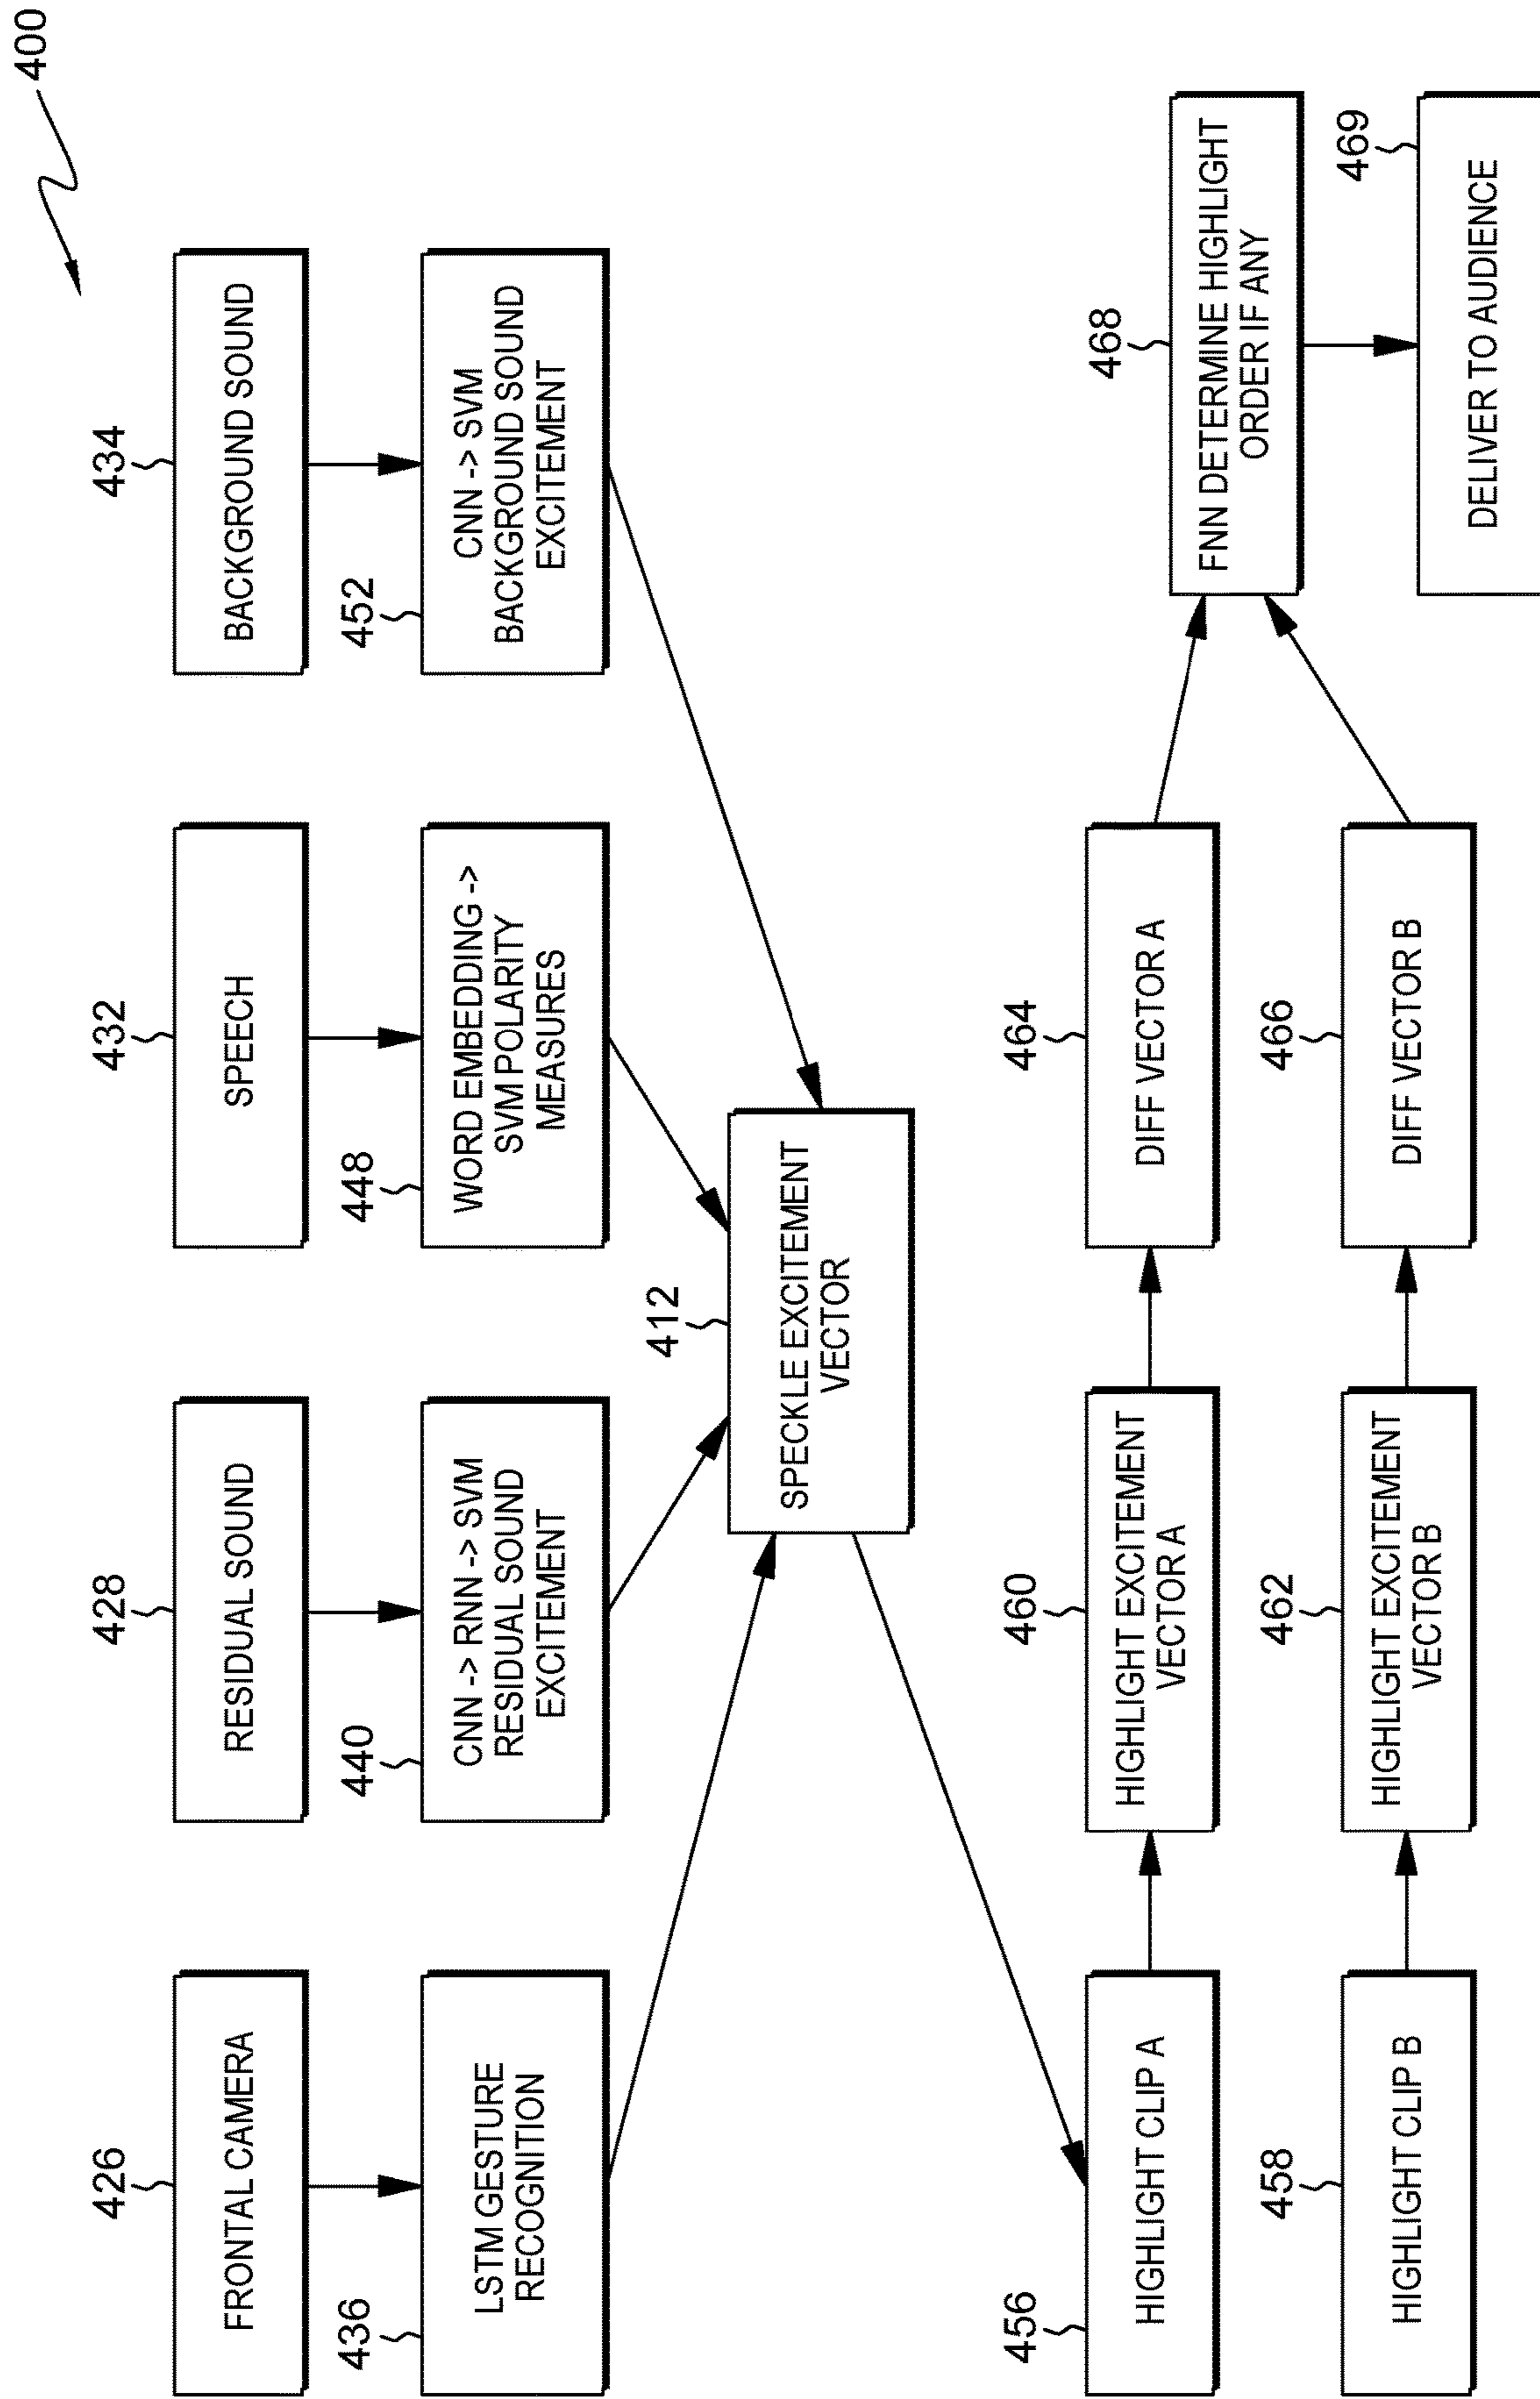 400
426
FRONTAL CAMERA
428
RESIDUAL SOUND
432
SPEECH
434
BACKGROUND SOUND
436
LSTM GESTURE
RECOGNITION
440
CNN -> RNN -> SVM
RESIDUAL SOUND
EXCITEMENT
448
WORD EMBEDDING ->
SVM POLARITY
MEASURES
452
CNN -> SVM
BACKGROUND SOUND
EXCITEMENT
412
SPECKLE EXCITEMENT
VECTOR
456
HIGHLIGHT CLIP A
460
HIGHLIGHT EXCITEMENT
VECTOR A
464
DIFF VECTOR A
468
FNN DETERMINE HIGHLIGHT
ORDER IF ANY
458
HIGHLIGHT CLIP B
462
HIGHLIGHT EXCITEMENT
VECTOR B
466
DIFF VECTOR B
469
DELIVER TO AUDIENCE